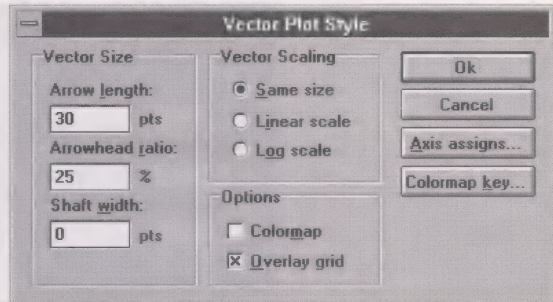 Vector Plot Style
Vector Size
Arrow length:
30 pts
Arrowhead ratio:
25 %
Shaft width:
0 pts
Vector Scaling
Same size
Linear scale
Log scale
Options
Colormap
Overlay grid
Ok
Cancel
Axis assigns...
Colormap key...